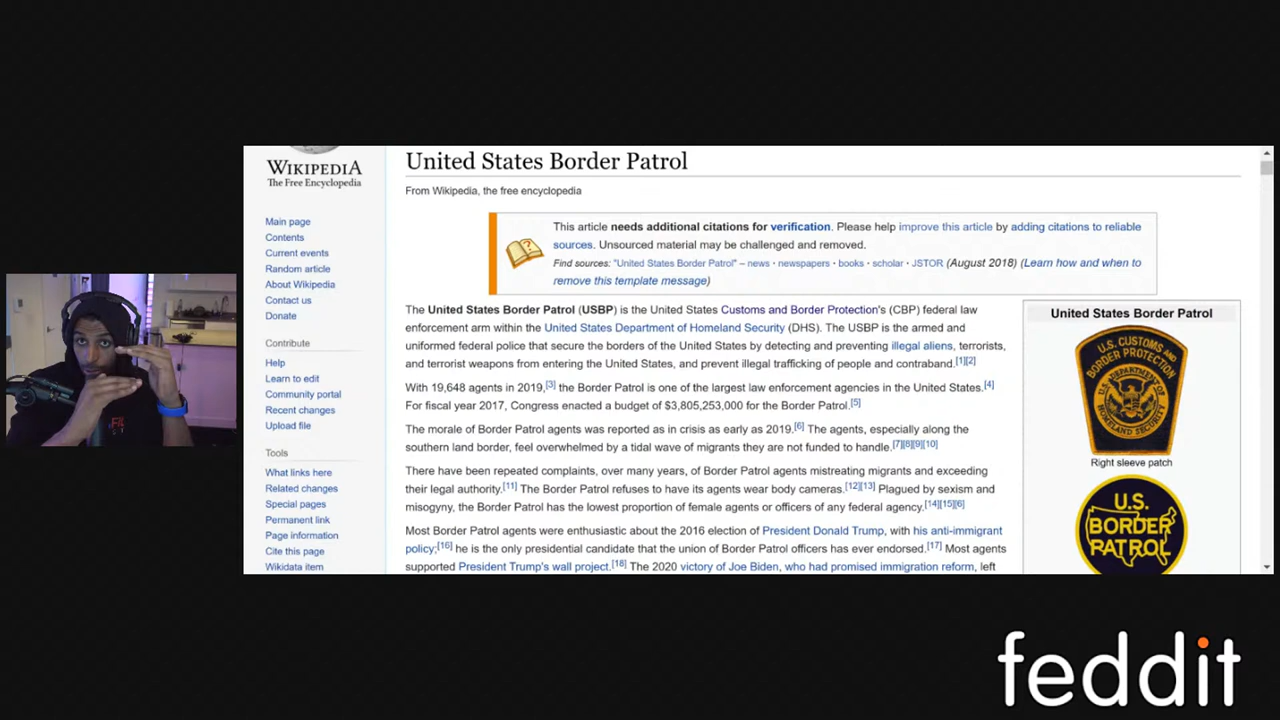 WIKIPEDIA
The Free Encyclopedia
Main page
Contents
Current events
Random article
About Wikipedia
Contact us
Donate
Contribute
Help
Learn to edit
Community portal
Recent changes
Upload file
Tools
What links here
Related changes
Special pages
Permanent link
Page information
Cite this page
Wikidata item
United States Border Patrol
From Wikipedia, the free encyclopedia
This article needs additional citations for verification. Please help improve this article by adding citations to reliable
sources. Unsourced material may be challenged and removed.
Find sources: "United States Border Patrol" – news · newspapers · books · scholar · JSTOR (August 2018) (Learn how and when to
remove this template message)
The United States Border Patrol (USBP) is the United States Customs and Border Protection's (CBP) federal law
enforcement arm within the United States Department of Homeland Security (DHS). The USBP is the armed and
uniformed federal police that secure the borders of the United States by detecting and preventing illegal aliens, terrorists,
and terrorist weapons from entering the United States, and prevent illegal trafficking of people and contraband.[1][2]
With 19,648 agents in 2019,[3] the Border Patrol is one of the largest law enforcement agencies in the United States.[4]
For fiscal year 2017, Congress enacted a budget of $3,805,253,000 for the Border Patrol.[5]
The morale of Border Patrol agents was reported as in crisis as early as 2019.[6] The agents, especially along the
southern land border, feel overwhelmed by a tidal wave of migrants they are not funded to handle.[7][8][9][10]
There have been repeated complaints, over many years, of Border Patrol agents mistreating migrants and exceeding
their legal authority.[11] The Border Patrol refuses to have its agents wear body cameras.[12][13] Plagued by sexism and
misogyny, the Border Patrol has the lowest proportion of female agents or officers of any federal agency.[14][15][6]
Most Border Patrol agents were enthusiastic about the 2016 election of President Donald Trump, with his anti-immigrant
policy;[16] he is the only presidential candidate that the union of Border Patrol officers has ever endorsed.[17] Most agents
supported President Trump's wall project.[18] The 2020 victory of Joe Biden, who had promised immigration reform, left
United States Border Patrol
U.S. CUSTOMS AND
BORDER PROTECTION
U.S. DEPARTMENT OF
HOMELAND SECURITY
Right sleeve patch
U.S.
BORDER
PATROL
feddit